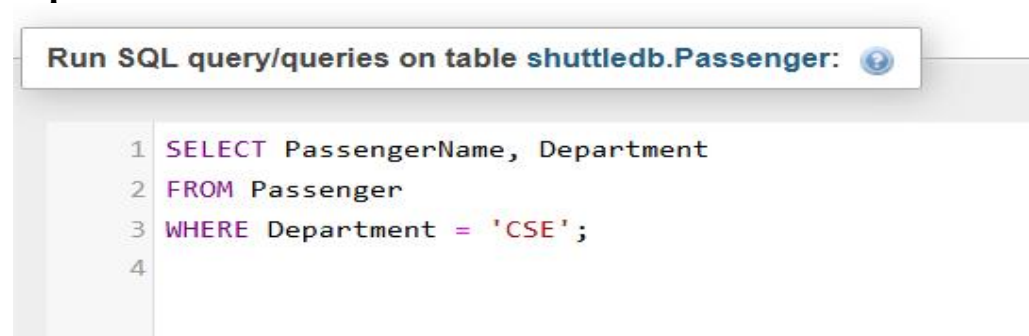 Run SQL query/queries on table shuttledb.Passenger:
1 SELECT PassengerName, Department
2 FROM Passenger
3 WHERE Department = 'CSE';
4